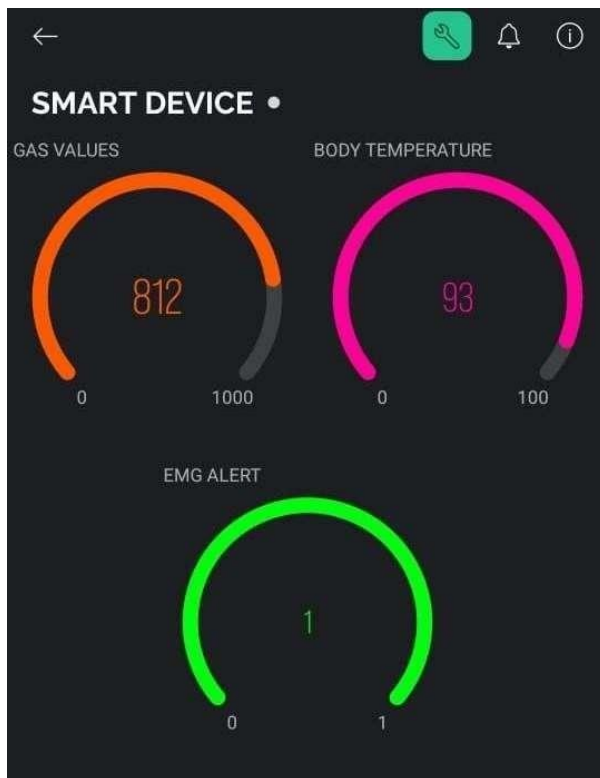 SMART DEVICE
GAS VALUES
BODY TEMPERATURE
812
93
0
1000
0
100
EMG ALERT
1
0
1